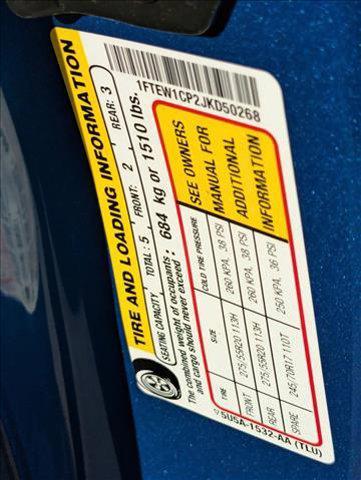 1FTEW1CP2JKD50268
TIRE AND LOADING INFORMATION
SEATING CAPACITY TOTAL: 5 FRONT: 2 REAR: 3
The combined weight of occupants and cargo should never exceed: 684 kg or 1510 lbs.
TIRE SIZE COLD TIRE PRESSURE
FRONT 275/55R20 113H 260 KPA, 38 PSI
REAR 275/55R20 113H 260 KPA, 38 PSI
SPARE 245/70R17 110T 250 KPA, 36 PSI
SEE OWNERS
MANUAL FOR
ADDITIONAL
INFORMATION
5USA-1532-AA (TLU)